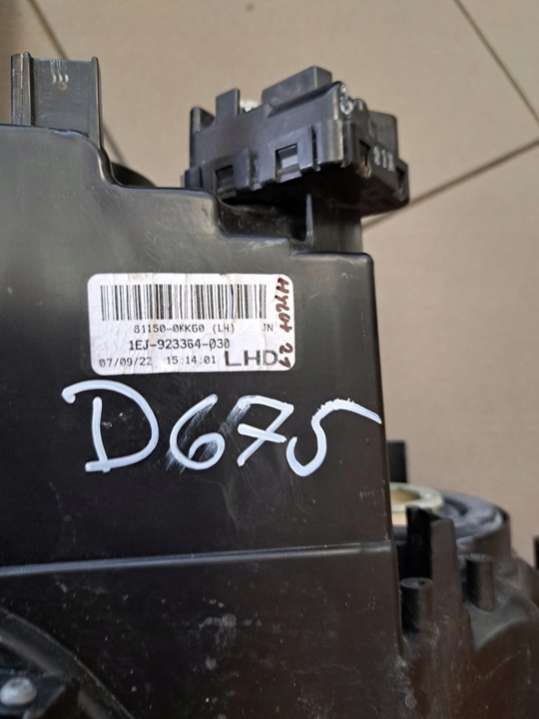 81150-0KK60 (LH) JN
1EJ-923364-030
07/09/22 15:14:01 LHD
D675